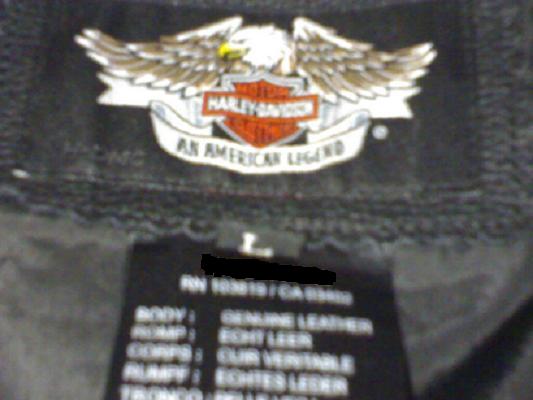 HARLEY-DAVIDSON
AN AMERICAN LEGEND
®
L
RN 103819 / CA
BODY : GENUINE LEATHER
ROMP : ECHT LEER
CORPS : CUIR VERITABLE
RUMPF : ECHTES LEDER
TRONCO :